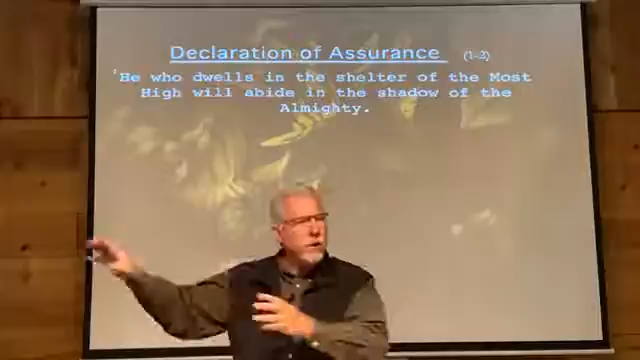 Declaration of Assurance (1-2)
¹He who dwells in the shelter of the Most
High will abide in the shadow of the
Almighty.